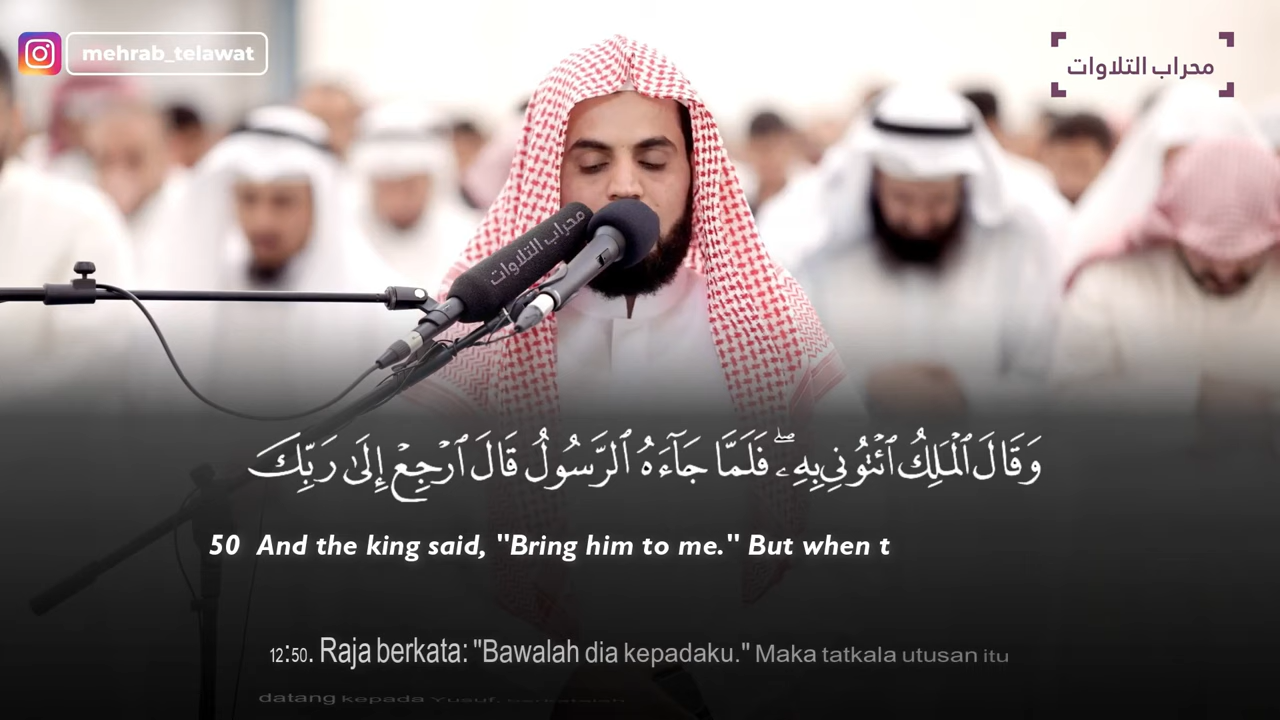 mehrab_telawat
محراب التلاوات
محراب التلاوات
وَقَالَ ٱلْمَلِكُ ٱئْتُونِى بِهِۦ ۖ فَلَمَّا جَآءَهُ ٱلرَّسُولُ قَالَ ٱرْجِعْ إِلَىٰ رَبِّكَ
50 And the king said, "Bring him to me." But when t
12:50. Raja berkata: "Bawalah dia kepadaku." Maka tatkala utusan itu
datang kepada Yusuf, berkatalah